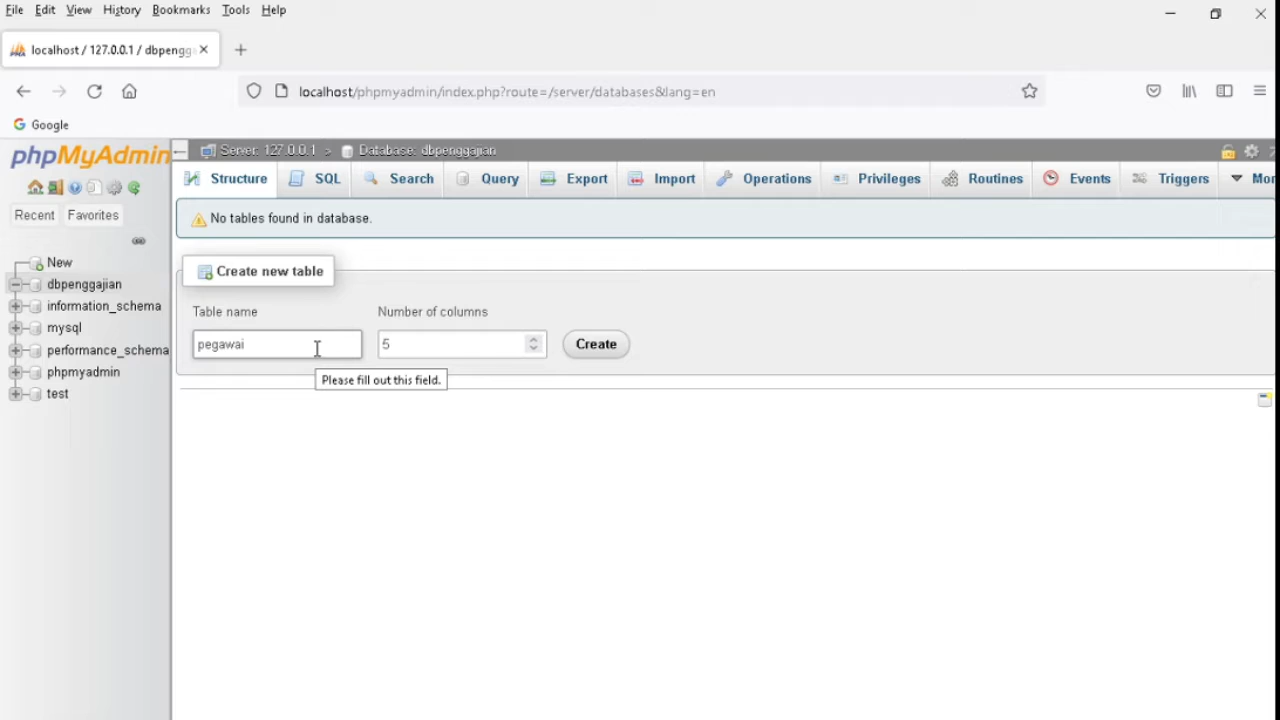 File Edit View History Bookmarks Tools Help
localhost / 127.0.0.1 / dbpengg
localhost/phpmyadmin/index.php?route=/server/databases&lang=en
Google
phpMyAdmin
Server: 127.0.0.1 > Database: dbpenggajian
Structure SQL Search Query Export Import Operations Privileges Routines Events Triggers Mor
Recent Favorites
No tables found in database.
New
dbpenggajian
information_schema
mysql
performance_schema
phpmyadmin
test
Create new table
Table name Number of columns
pegawai 5 Create
Please fill out this field.